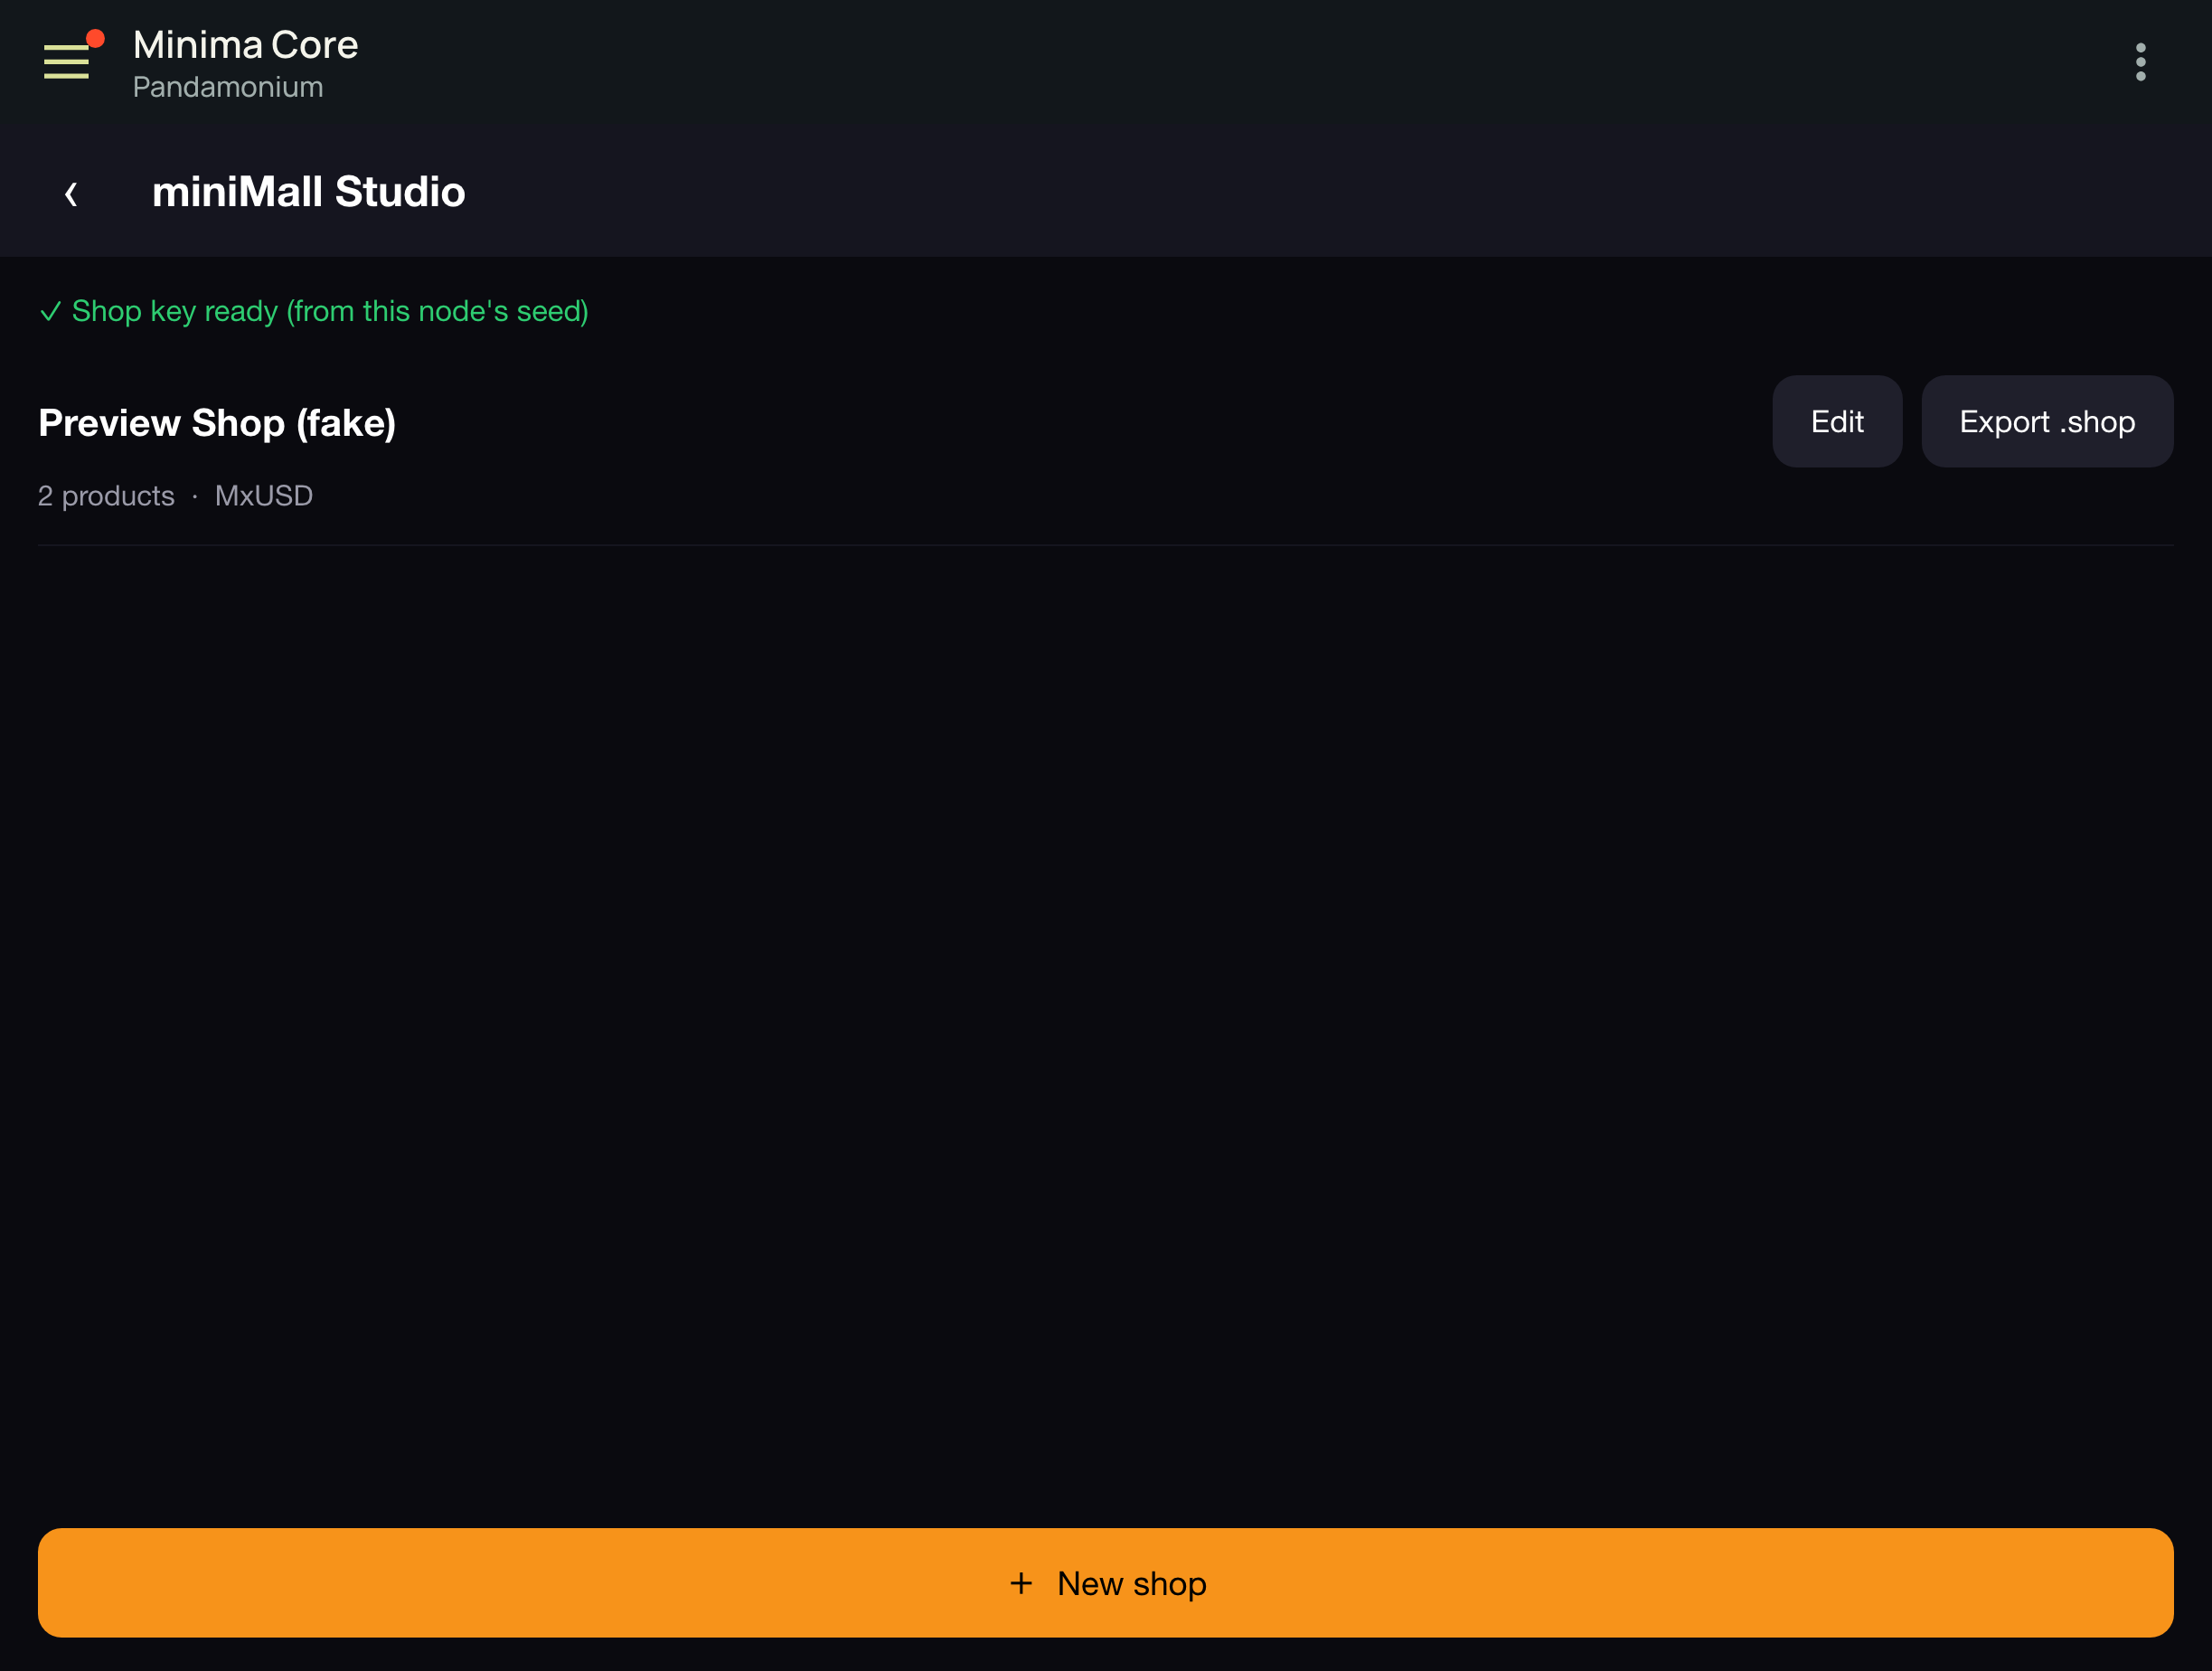 Minima Core
Pandamonium
‹ miniMall Studio
✓ Shop key ready (from this node's seed)
Preview Shop (fake)
Edit
Export .shop
2 products · MxUSD
+ New shop